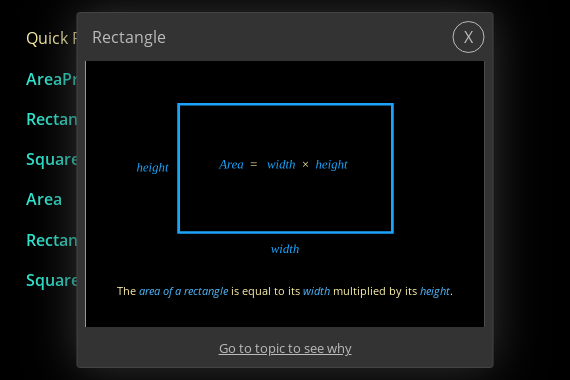 Rectangle
X
Quick
Area
height
Area = width × height
width
The area of a rectangle is equal to its width multiplied by its height.
Go to topic to see why